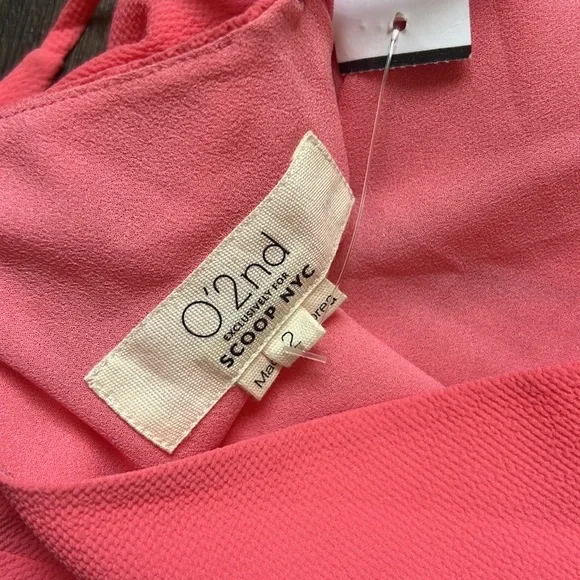 O'2nd
EXCLUSIVELY FOR
SCOOP NYC
2